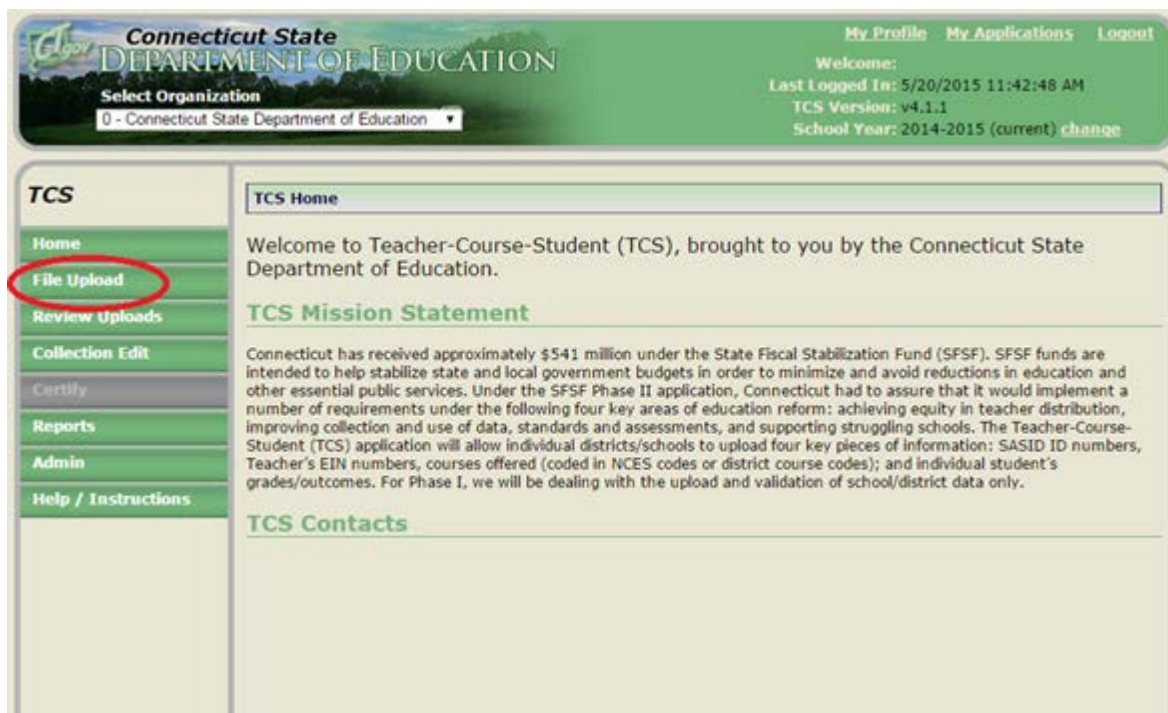 CT.gov
Connecticut State
DEPARTMENT OF EDUCATION
Select Organization
0 - Connecticut State Department of Education
My Profile My Applications Logout
Welcome:
Last Logged In: 5/20/2015 11:42:48 AM
TCS Version: v4.1.1
School Year: 2014-2015 (current) change
TCS
Home
File Upload
Review Uploads
Collection Edit
Certify
Reports
Admin
Help / Instructions
TCS Home
Welcome to Teacher-Course-Student (TCS), brought to you by the Connecticut State
Department of Education.
TCS Mission Statement
Connecticut has received approximately $541 million under the State Fiscal Stabilization Fund (SFSF). SFSF funds are
intended to help stabilize state and local government budgets in order to minimize and avoid reductions in education and
other essential public services. Under the SFSF Phase II application, Connecticut had to assure that it would implement a
number of requirements under the following four key areas of education reform: achieving equity in teacher distribution,
improving collection and use of data, standards and assessments, and supporting struggling schools. The Teacher-Course-
Student (TCS) application will allow individual districts/schools to upload four key pieces of information: SASID ID numbers,
Teacher's EIN numbers, courses offered (coded in NCES codes or district course codes); and individual student's
grades/outcomes. For Phase I, we will be dealing with the upload and validation of school/district data only.
TCS Contacts